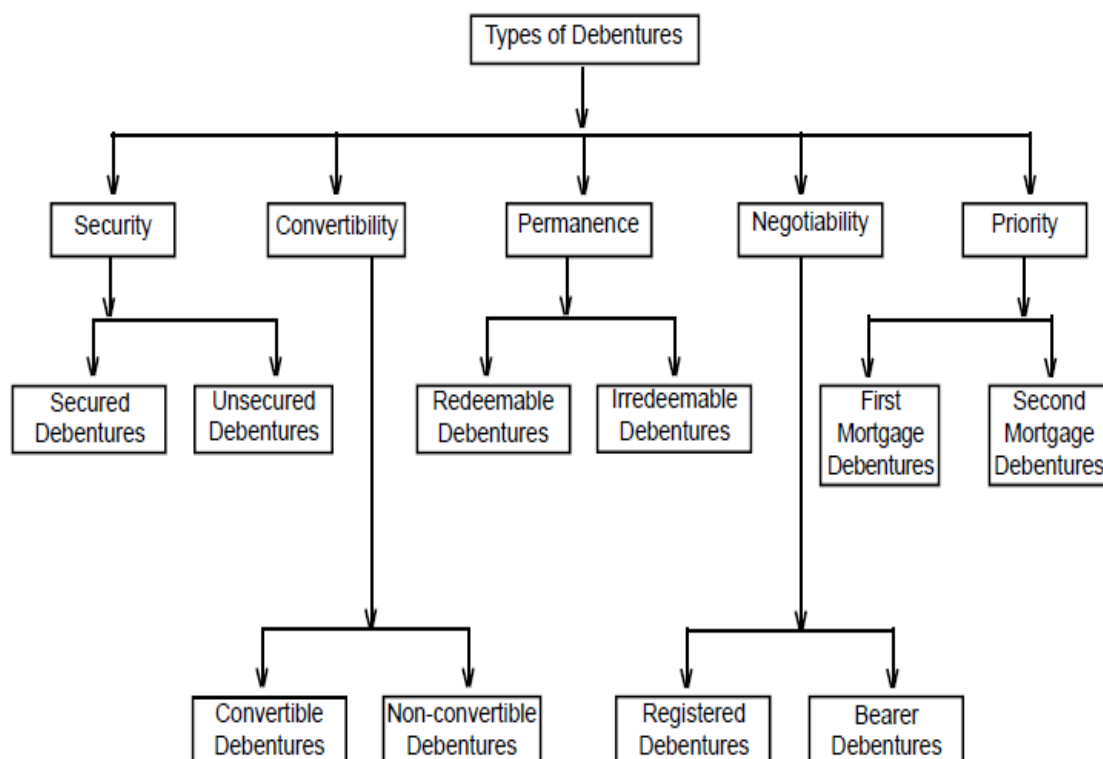 Types of Debentures
Security
Convertibility
Permanence
Negotiability
Priority
Secured
Debentures
Unsecured
Debentures
Redeemable
Debentures
Irredeemable
Debentures
First
Mortgage
Debentures
Second
Mortgage
Debentures
Convertible
Debentures
Non-convertible
Debentures
Registered
Debentures
Bearer
Debentures